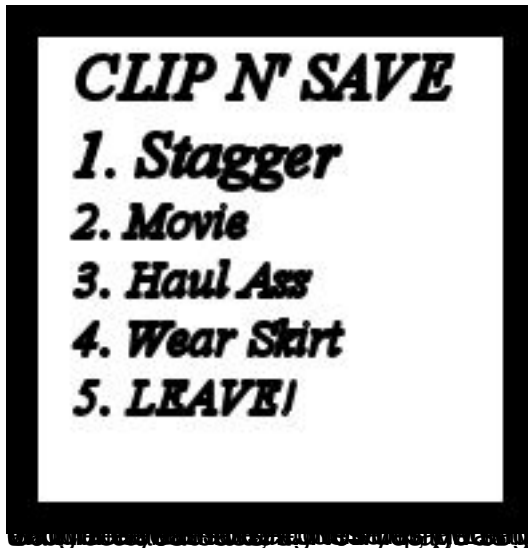 CLIP N' SAVE
1. Stagger
2. Movie
3. Haul Ass
4. Wear Skirt
5. LEAVE!